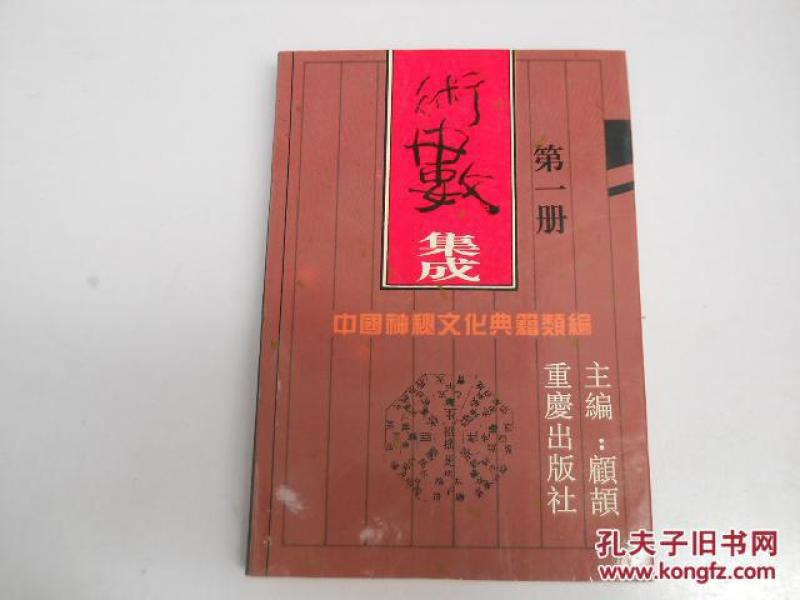 術數
集成
第一册
中國神秘文化典籍類編
主編：顧頡
重慶出版社
孔夫子旧书网
www.kongfz.com